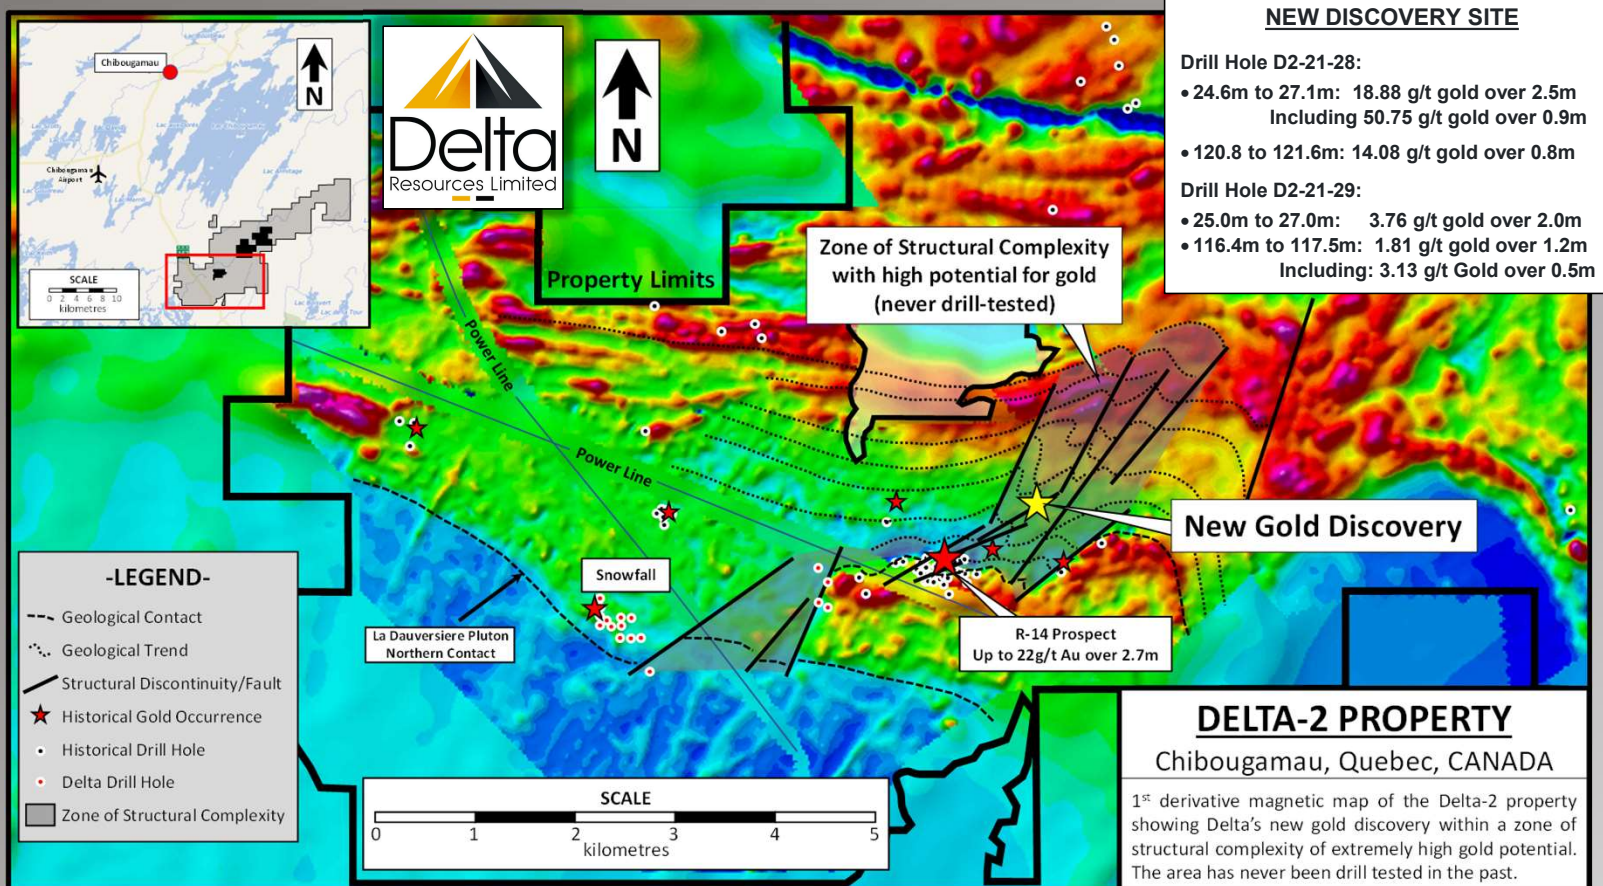 Chibougamau
N
Chibougamau
Airport
SCALE
0 2 4 6 8 10
kilometres
Delta
Resources Limited
N
NEW DISCOVERY SITE
Drill Hole D2-21-28:
• 24.6m to 27.1m: 18.88 g/t gold over 2.5m
Including 50.75 g/t gold over 0.9m
• 120.8 to 121.6m: 14.08 g/t gold over 0.8m
Drill Hole D2-21-29:
• 25.0m to 27.0m: 3.76 g/t gold over 2.0m
• 116.4m to 117.5m: 1.81 g/t gold over 1.2m
Including: 3.13 g/t Gold over 0.5m
Zone of Structural Complexity
with high potential for gold
(never drill-tested)
Property Limits
Power Line
Power Line
New Gold Discovery
Snowfall
La Dauversiere Pluton
Northern Contact
R-14 Prospect
Up to 22g/t Au over 2.7m
-LEGEND-
Geological Contact
Geological Trend
Structural Discontinuity/Fault
Historical Gold Occurrence
Historical Drill Hole
Delta Drill Hole
Zone of Structural Complexity
SCALE
0 1 2 3 4 5
kilometres
DELTA-2 PROPERTY
Chibougamau, Quebec, CANADA
1st derivative magnetic map of the Delta-2 property
showing Delta's new gold discovery within a zone of
structural complexity of extremely high gold potential.
The area has never been drill tested in the past.